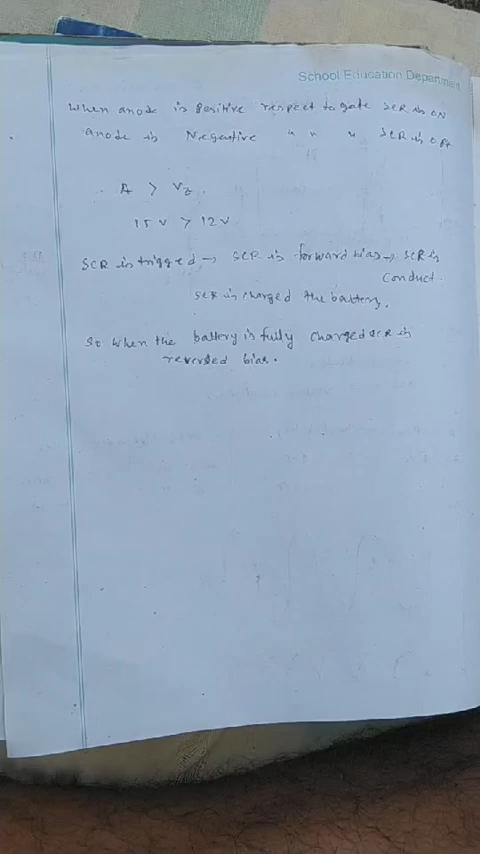 School Education Department
When anode is positive respect to gate SCR is ON
anode is Negative " " " SCR is OFF
A > Vz.
15 V > 12 V
SCR is trigged → SCR is forward bias → SCR is
conduct.
SCR is charged the battery.
So when the battery is fully charged SCR is
reversed bias.